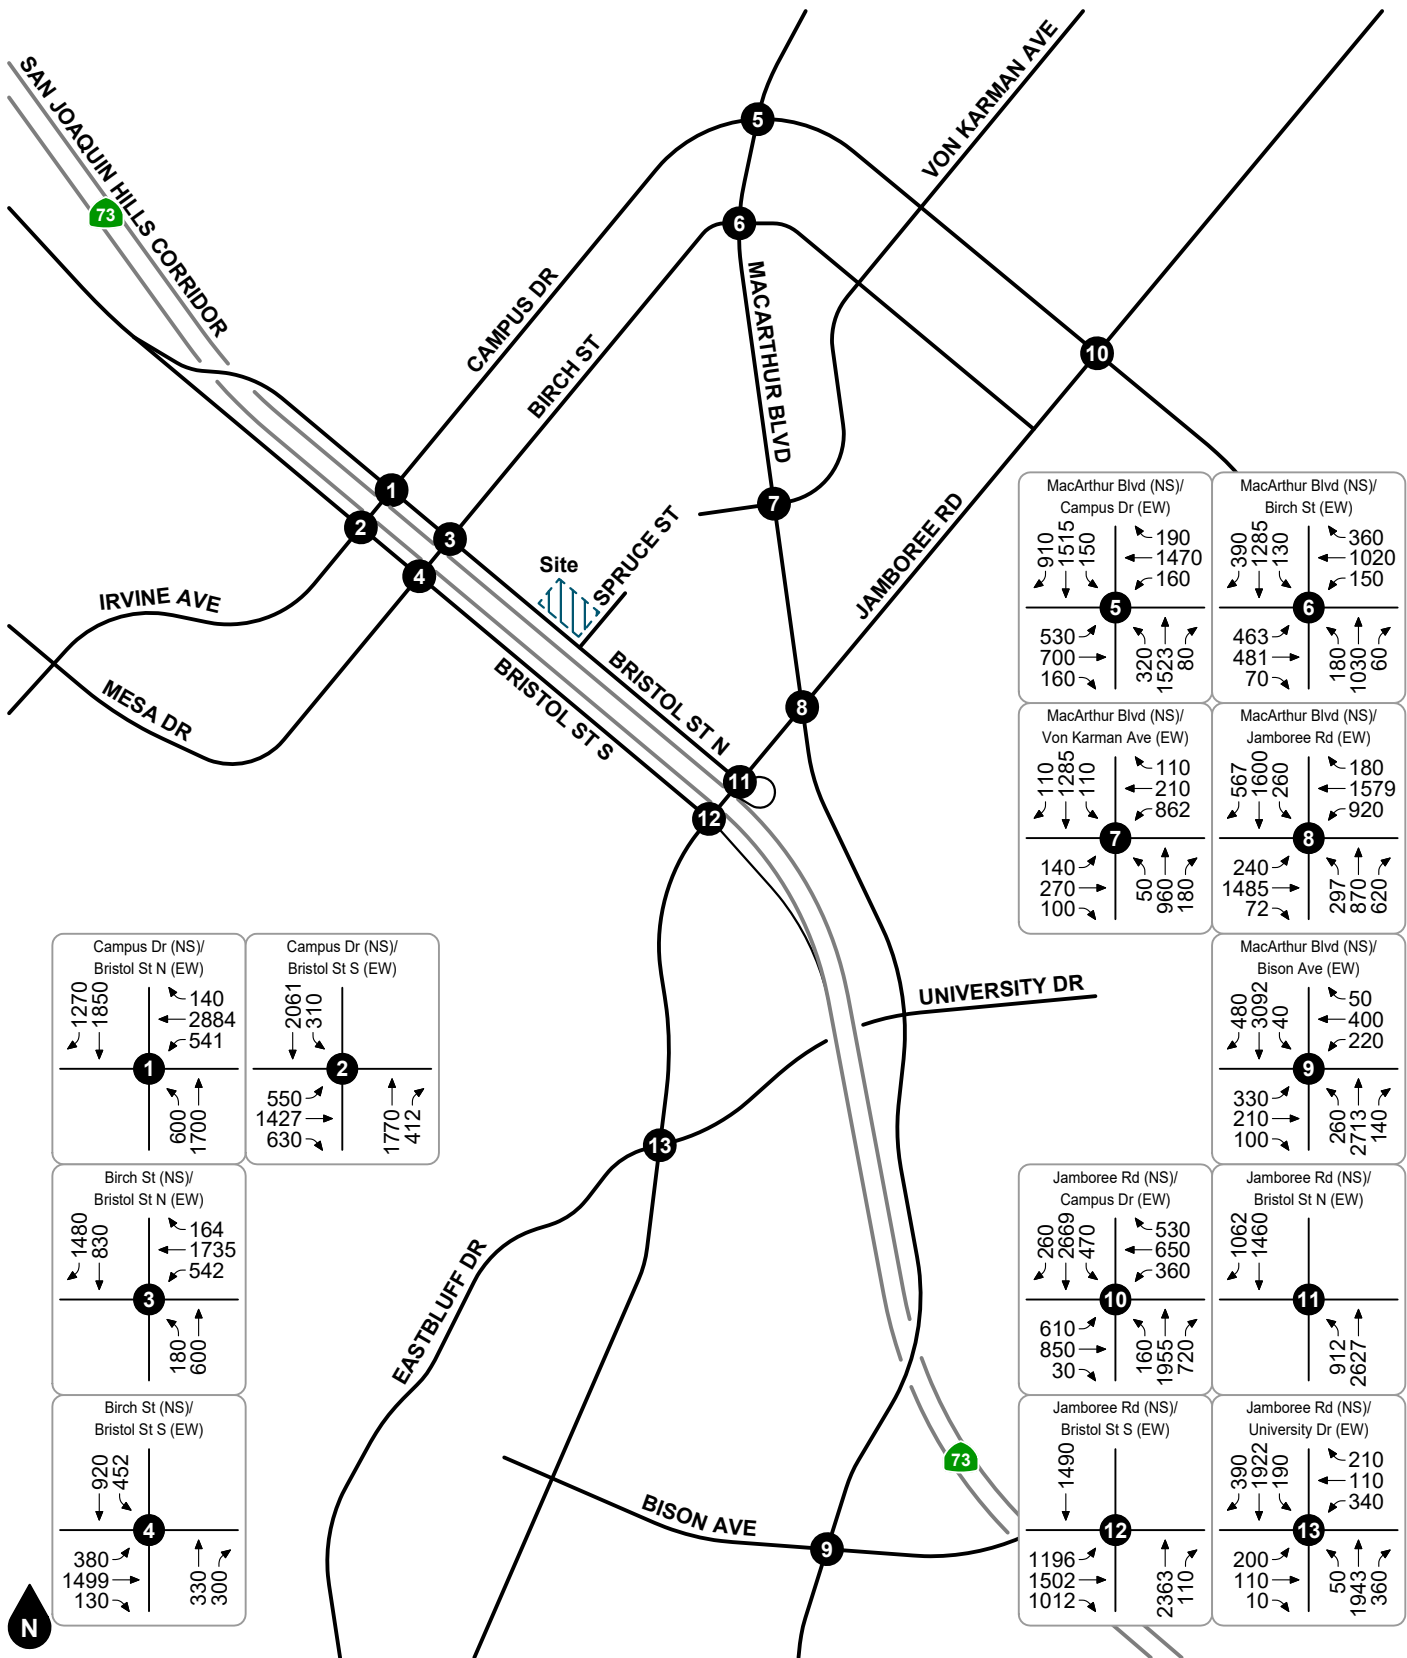 SAN JOAQUIN HILLS CORRIDOR
73
CAMPUS DR
BIRCH ST
MACARTHUR BLVD
VON KARMAN AVE
JAMBOREE RD
SPRUCE ST
Site
BRISTOL ST N
BRISTOL ST S
IRVINE AVE
MESA DR
UNIVERSITY DR
EASTBLUFF DR
BISON AVE
73
N
5
6
10
1
2
3
4
7
8
11
12
13
9
MacArthur Blvd (NS)/
Campus Dr (EW)
910 1515 150
190
1470
160
5
530
700
160
320 1523 80
MacArthur Blvd (NS)/
Birch St (EW)
390 1285 130
360
1020
150
6
463
481
70
180 1030 60
MacArthur Blvd (NS)/
Von Karman Ave (EW)
110 1285 110
110
210
862
7
140
270
100
50 960 180
MacArthur Blvd (NS)/
Jamboree Rd (EW)
567 1600 260
180
1579
920
8
240
1485
72
297 870 620
Campus Dr (NS)/
Bristol St N (EW)
1270 1850
140
2884
541
1
600 1700
Campus Dr (NS)/
Bristol St S (EW)
2061 310
2
550
1427
630
1770 412
MacArthur Blvd (NS)/
Bison Ave (EW)
480 3092 40
50
400
220
9
330
210
100
260 2713 140
Birch St (NS)/
Bristol St N (EW)
1480 830
164
1735
542
3
180 600
Jamboree Rd (NS)/
Campus Dr (EW)
260 2669 470
530
650
360
10
610
850
30
160 1955 720
Jamboree Rd (NS)/
Bristol St N (EW)
1062 1460
11
912 2627
Birch St (NS)/
Bristol St S (EW)
920 452
4
380
1499
130
330 300
Jamboree Rd (NS)/
Bristol St S (EW)
1490
12
1196
1502
1012
2363 110
Jamboree Rd (NS)/
University Dr (EW)
390 1922 190
210
110
340
13
200
110
10
50 1943 360